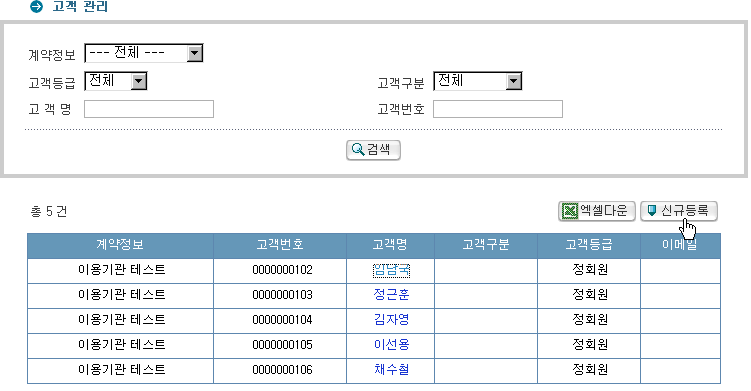 고객 관리
계약정보 --- 전체 ---
고객등급 전체 고객구분 전체
고 객 명 고객번호
검색
총 5 건 엑셀다운 신규등록
계약정보 고객번호 고객명 고객구분 고객등급 이메일
이용기관 테스트 0000000102 임남국 정회원
이용기관 테스트 0000000103 정근훈 정회원
이용기관 테스트 0000000104 김자영 정회원
이용기관 테스트 0000000105 이선용 정회원
이용기관 테스트 0000000106 채수철 정회원